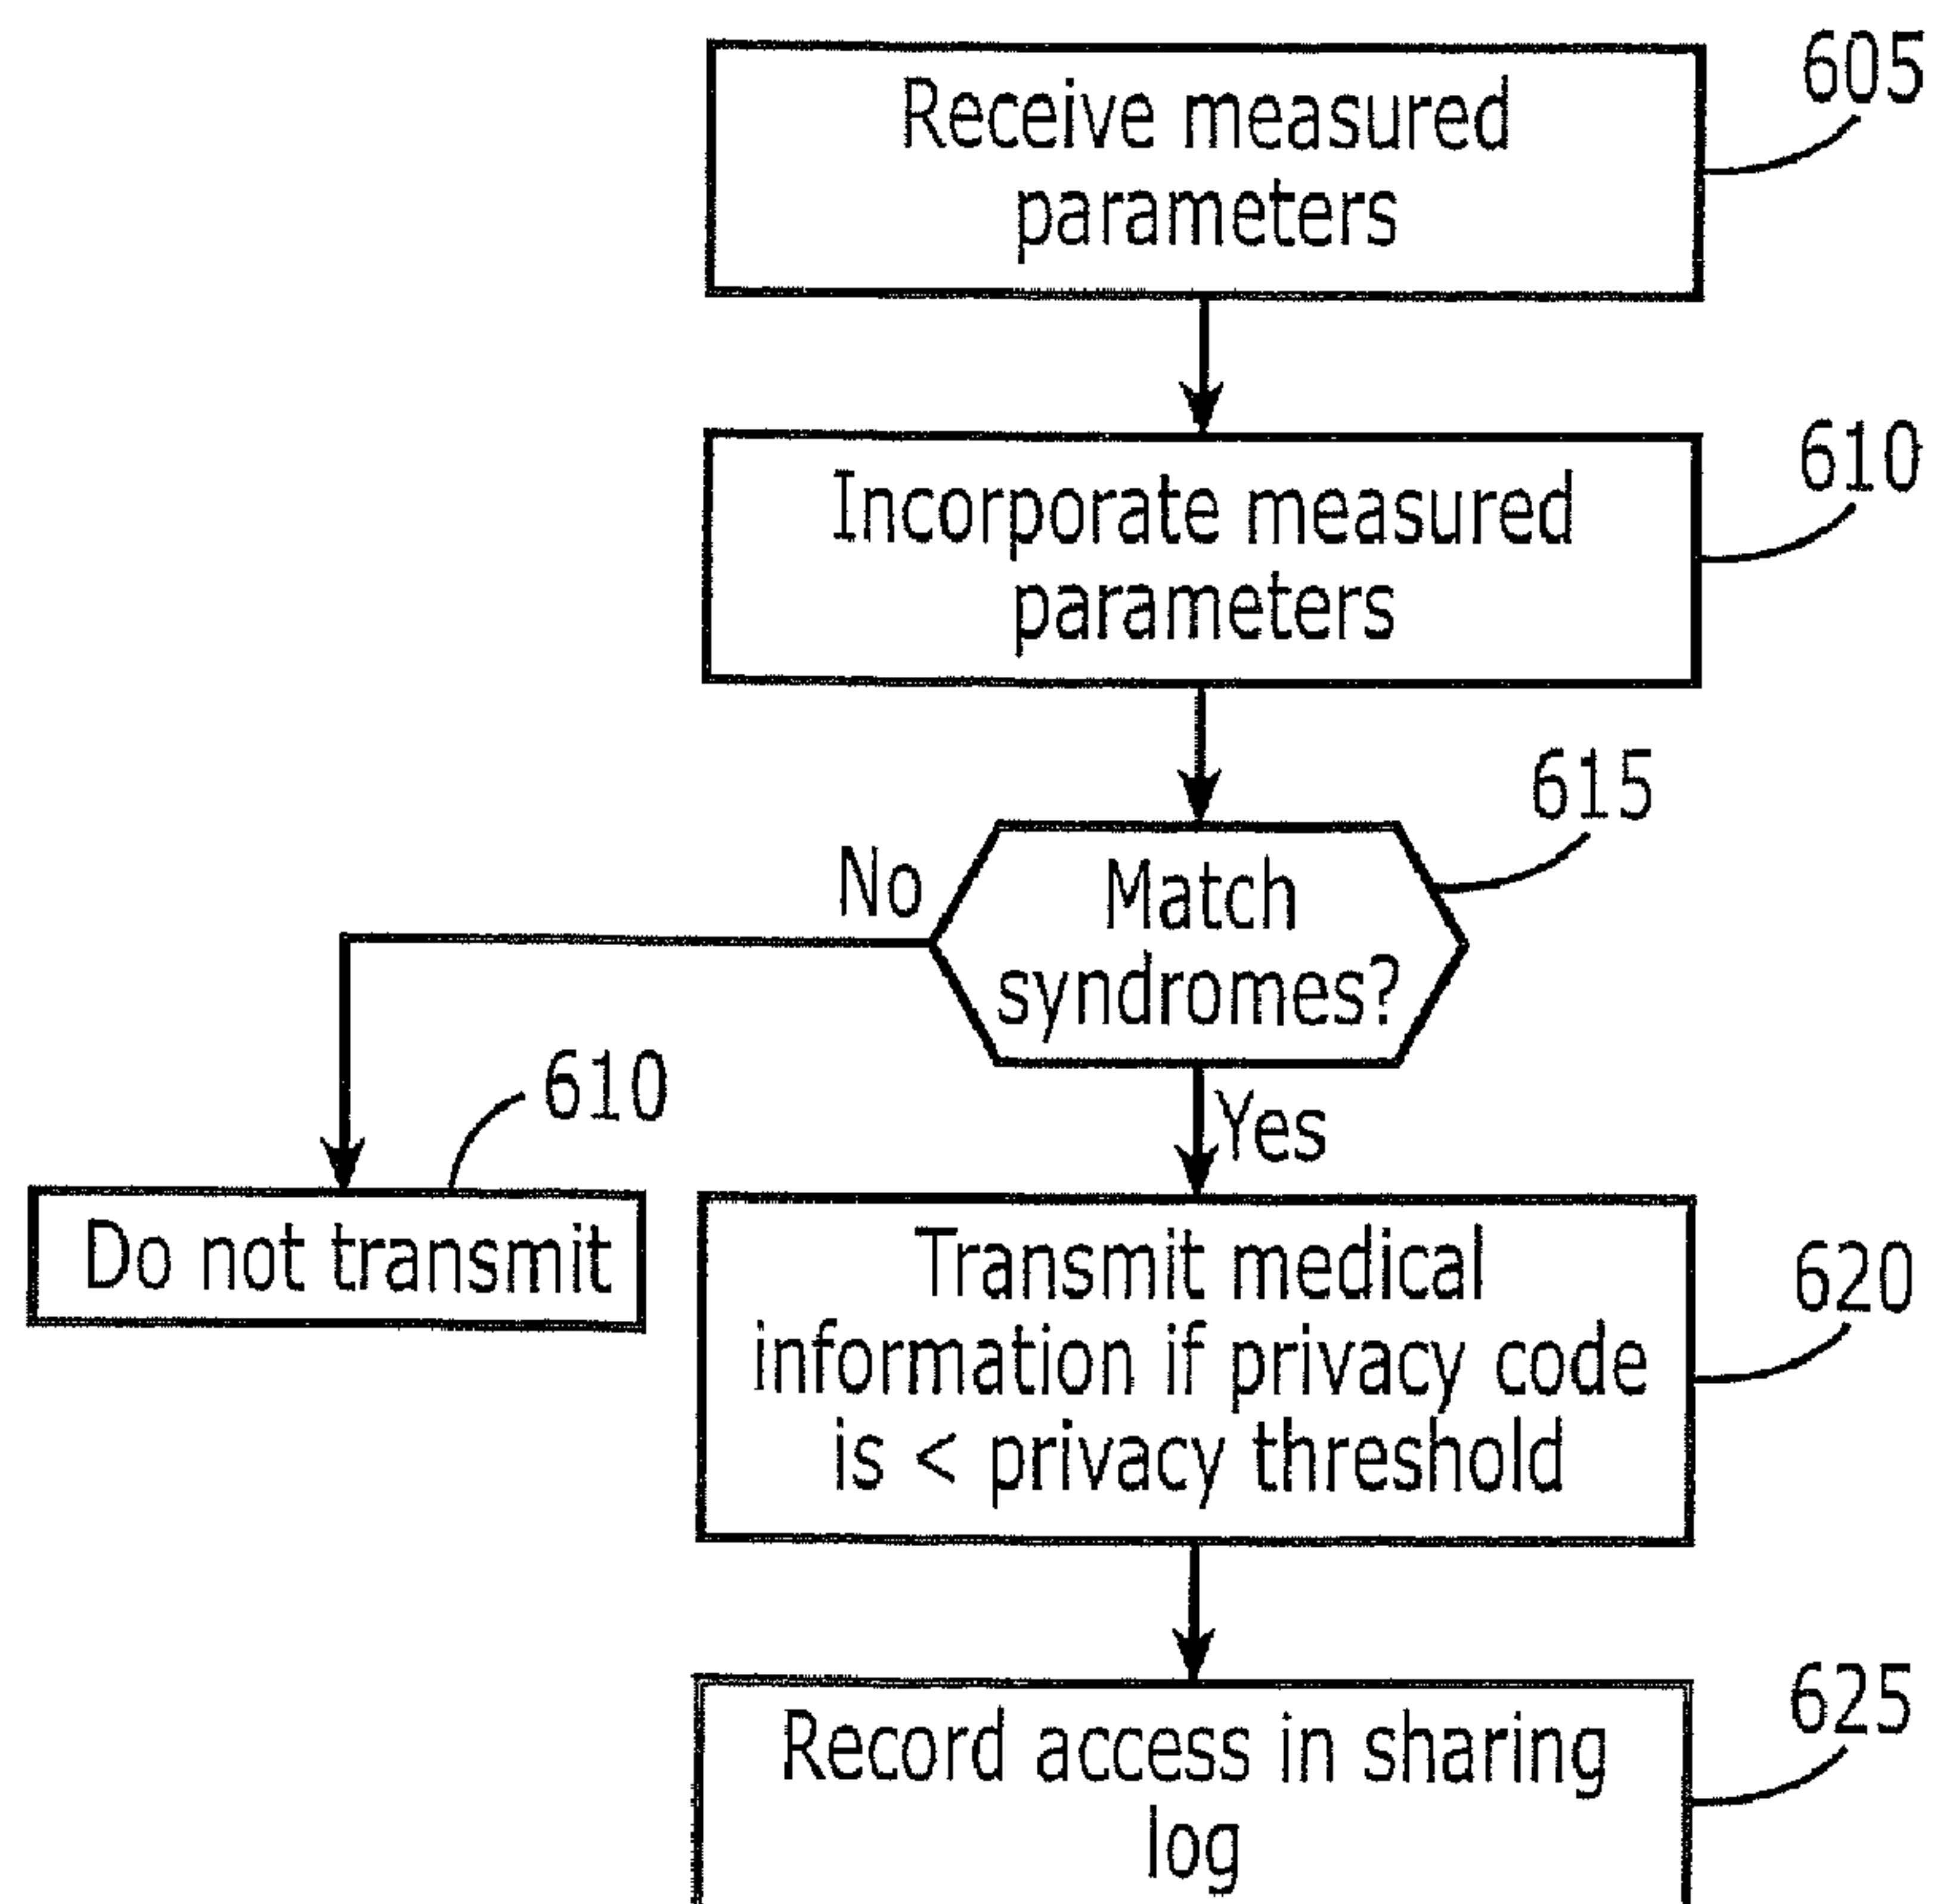 605
Receive measured
parameters
610
Incorporate measured
parameters
615
No
Match
syndromes?
610
Yes
Do not transmit
Transmit medical
information if privacy code
is < privacy threshold
620
625
Record access in sharing
log